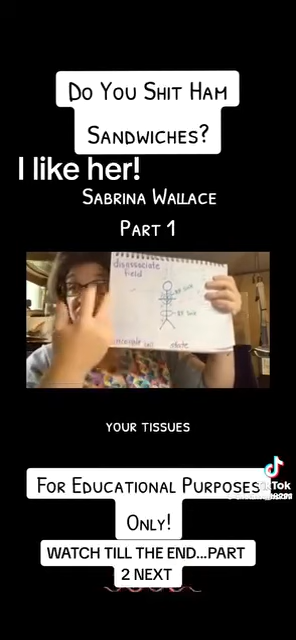 Do You Shit Ham
Sandwiches?
I like her!
Sabrina Wallace
Part 1
disassociate
field
YOUR TISSUES
For Educational Purposes
Only!
TikTok
WATCH TILL THE END...PART
2 NEXT